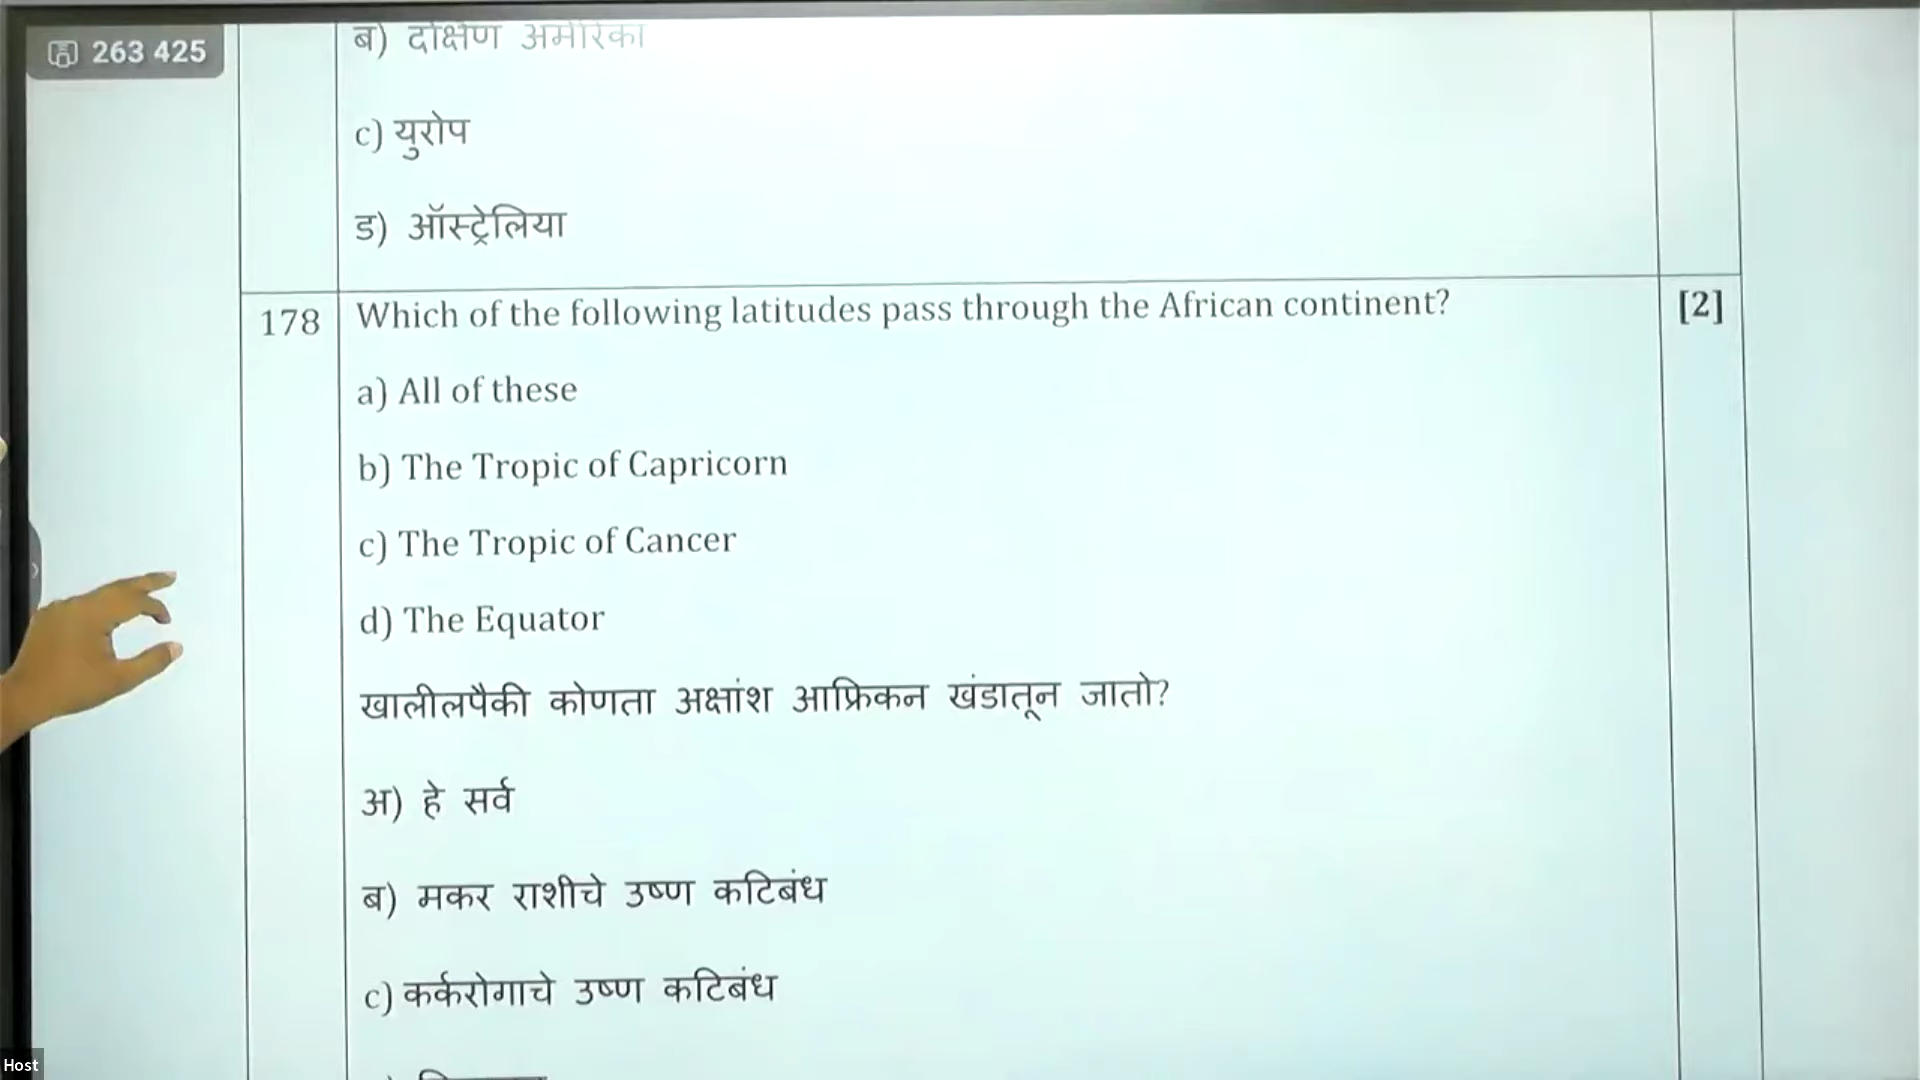 263 425
ब) दक्षिण अमेरिका
c) युरोप
ड) ऑस्ट्रेलिया
178 Which of the following latitudes pass through the African continent? [2]
a) All of these
b) The Tropic of Capricorn
c) The Tropic of Cancer
d) The Equator
खालीलपैकी कोणता अक्षांश आफ्रिकन खंडातून जातो?
अ) हे सर्व
ब) मकर राशीचे उष्ण कटिबंध
c) कर्करोगाचे उष्ण कटिबंध
Host